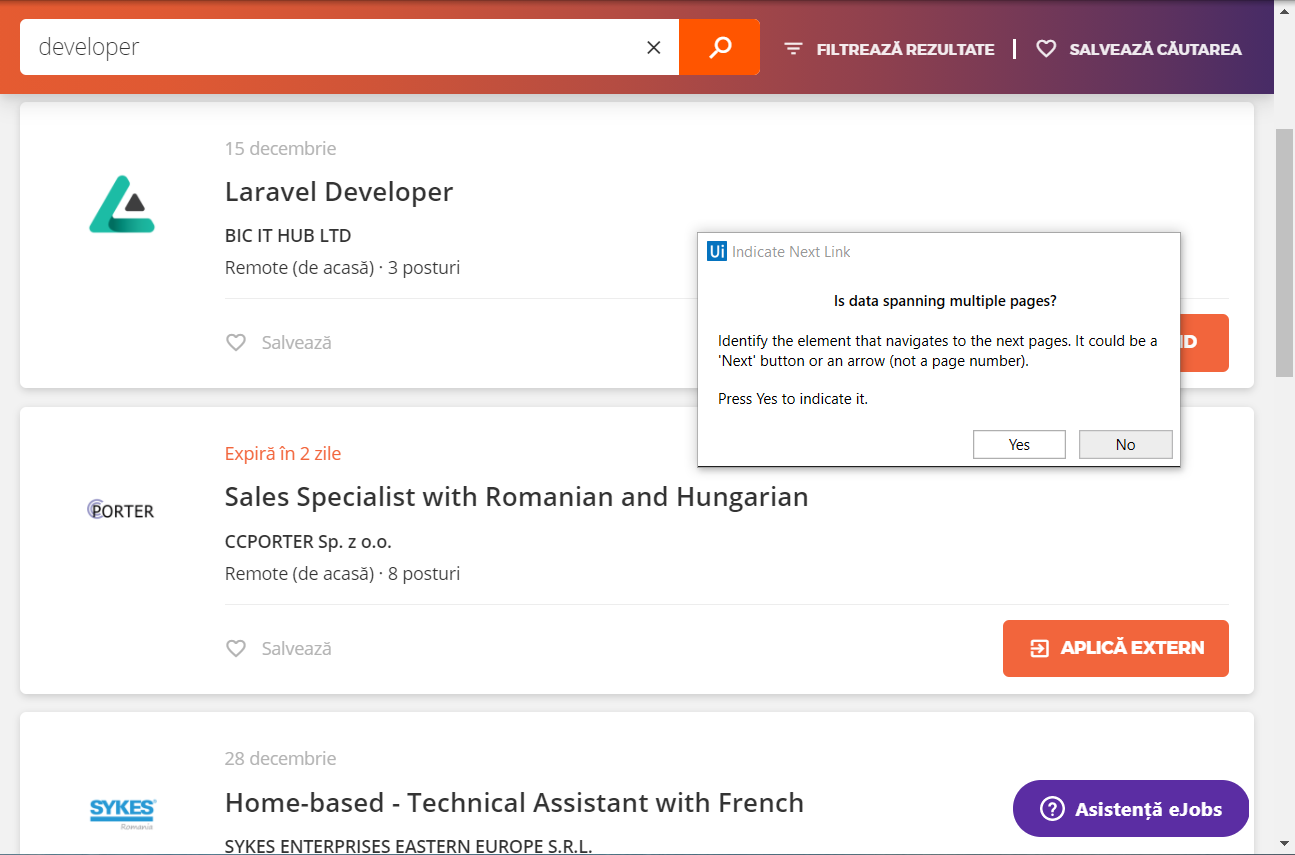 developer
FILTREAZĂ REZULTATE
SALVEAZĂ CĂUTAREA
15 decembrie
Laravel Developer
BIC IT HUB LTD
Remote (de acasă) · 3 posturi
Salvează
Ui Indicate Next Link
Is data spanning multiple pages?
Identify the element that navigates to the next pages. It could be a
'Next' button or an arrow (not a page number).
Press Yes to indicate it.
Yes
No
Expiră în 2 zile
PORTER
Sales Specialist with Romanian and Hungarian
CCPORTER Sp. z o.o.
Remote (de acasă) · 8 posturi
Salvează
APLICĂ EXTERN
28 decembrie
SYKES
Romania
Home-based - Technical Assistant with French
SYKES ENTERPRISES EASTERN EUROPE S.R.L.
Asistență eJobs